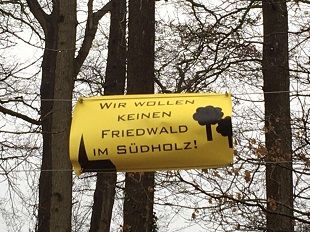 WIR WOLLEN
KEINEN
FRIEDWALD
IM SÜDHOLZ!